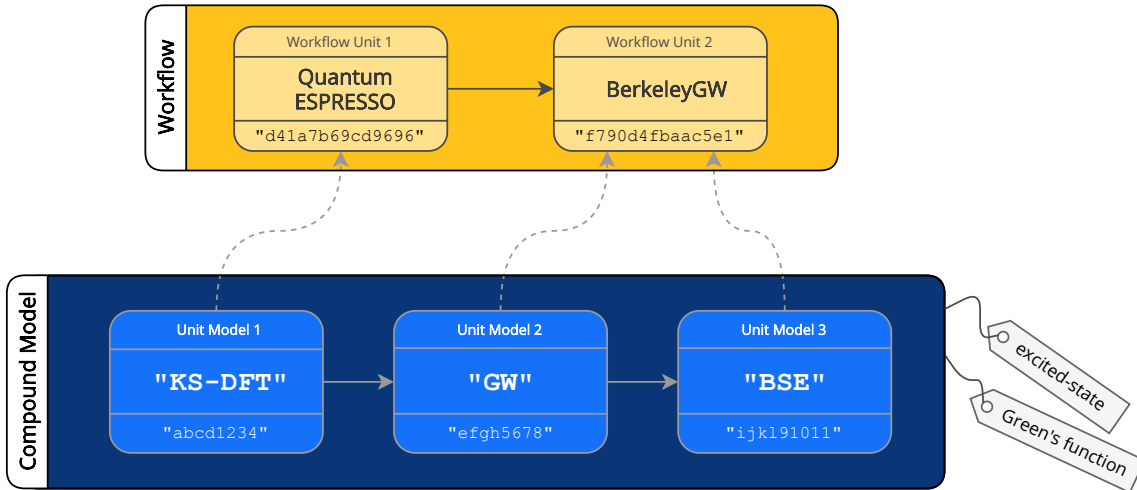 Workflow
Workflow Unit 1
Quantum
ESPRESSO
"d41a7b69cd9696"
Workflow Unit 2
BerkeleyGW
"f790d4fbaac5e1"
Compound Model
Unit Model 1
"KS-DFT"
"abcd1234"
Unit Model 2
"GW"
"efgh5678"
Unit Model 3
"BSE"
"ijkl91011"
excited-state
Green's function